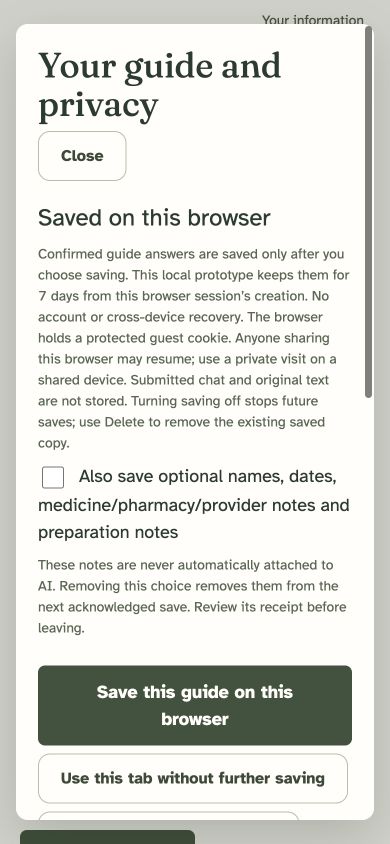 Your information
Your guide and
privacy
Close
Saved on this browser
Confirmed guide answers are saved only after you
choose saving. This local prototype keeps them for
7 days from this browser session's creation. No
account or cross-device recovery. The browser
holds a protected guest cookie. Anyone sharing
this browser may resume; use a private visit on a
shared device. Submitted chat and original text
are not stored. Turning saving off stops future
saves; use Delete to remove the existing saved
copy.
Also save optional names, dates,
medicine/pharmacy/provider notes and
preparation notes
These notes are never automatically attached to
AI. Removing this choice removes them from the
next acknowledged save. Review its receipt before
leaving.
Save this guide on this
browser
Use this tab without further saving